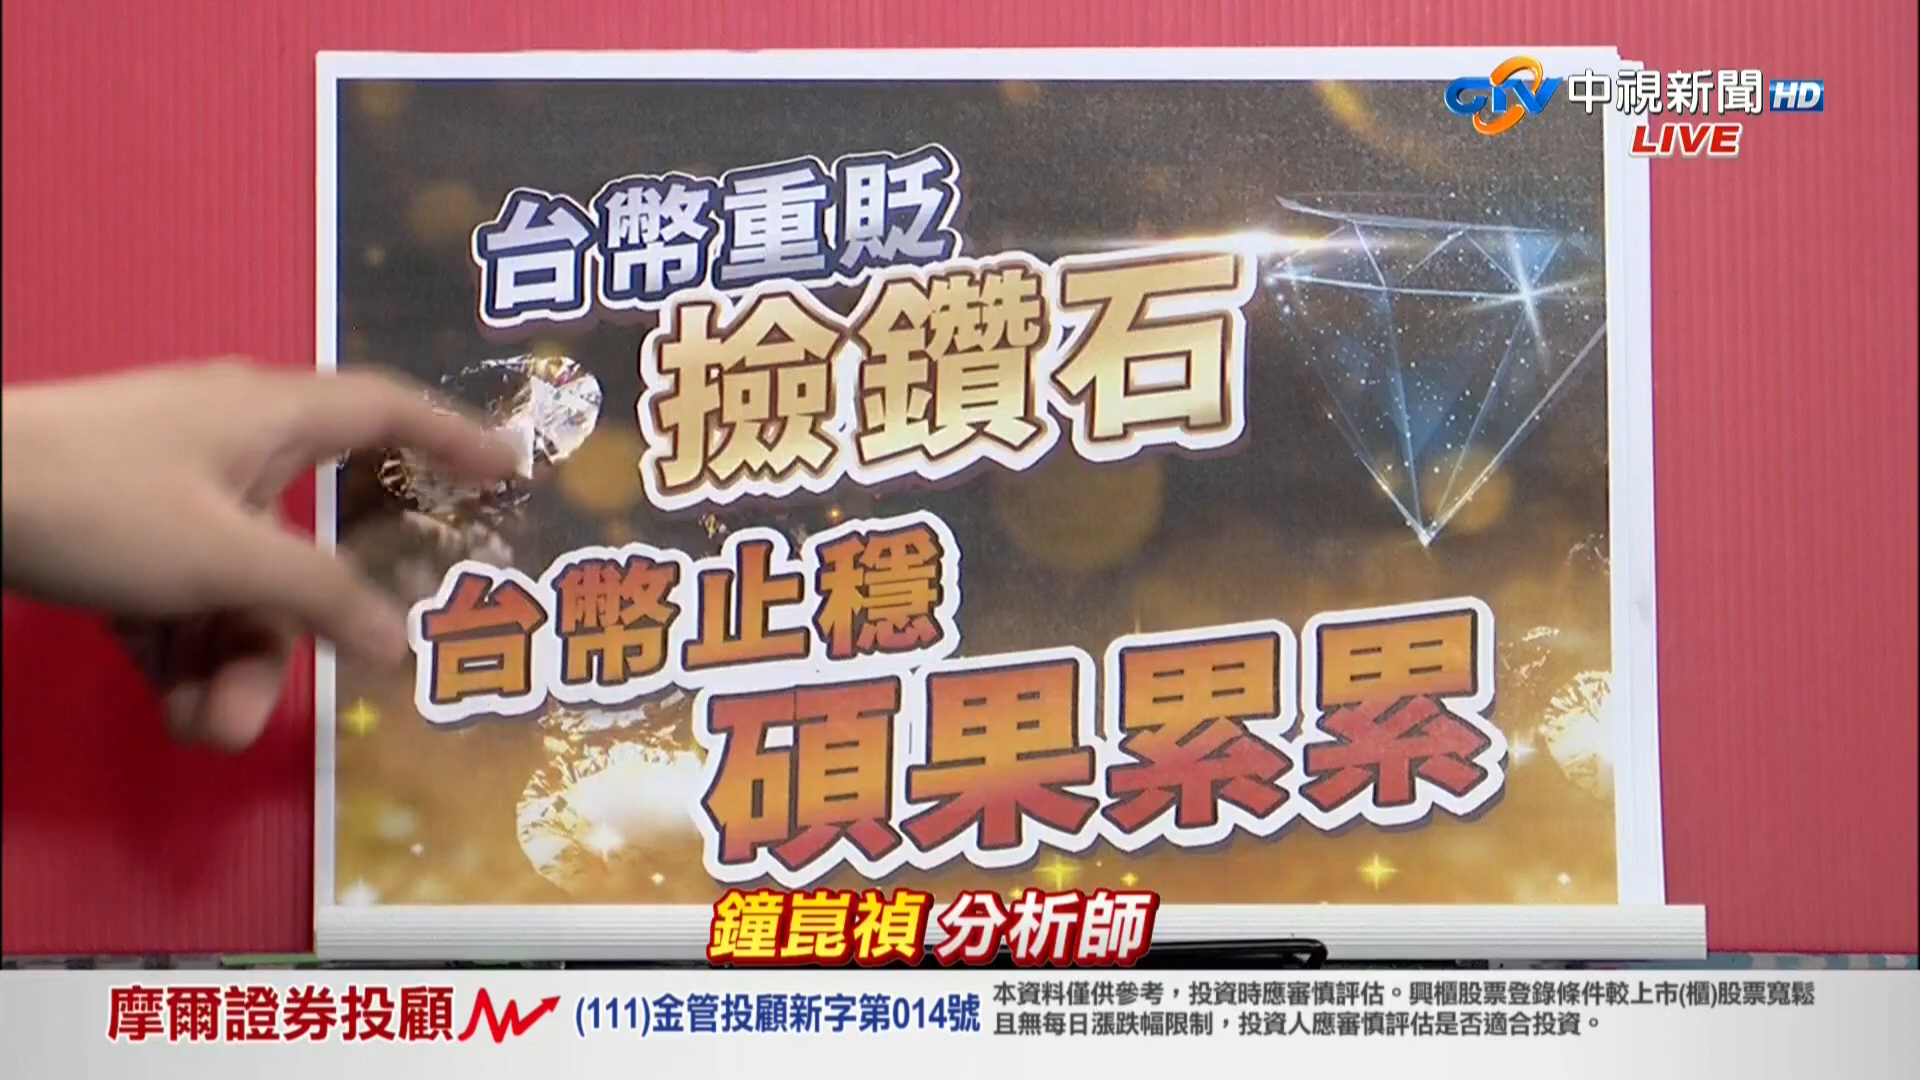 CTV 中視新聞 HD
LIVE
台幣重貶
撿鑽石
台幣止穩
碩果累累
鐘崑禎 分析師
摩爾證券投顧
(111)金管投顧新字第014號
本資料僅供參考，投資時應審慎評估。興櫃股票登錄條件較上市(櫃)股票寬鬆
且無每日漲跌幅限制，投資人應審慎評估是否適合投資。